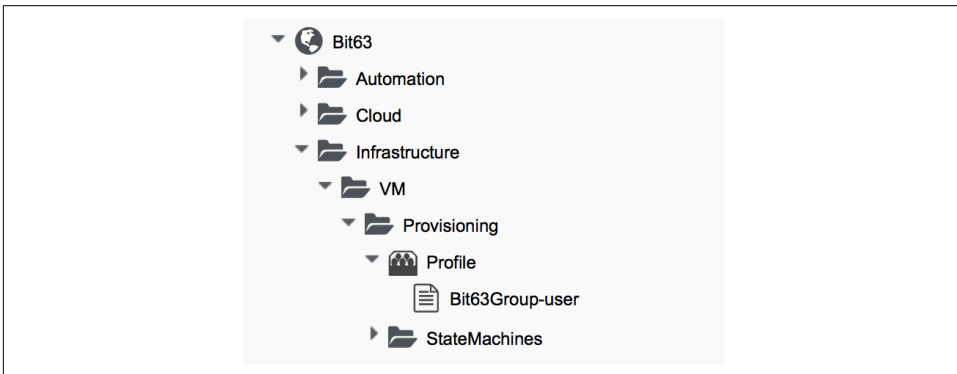 Bit63
Automation
Cloud
Infrastructure
VM
Provisioning
Profile
Bit63Group-user
StateMachines